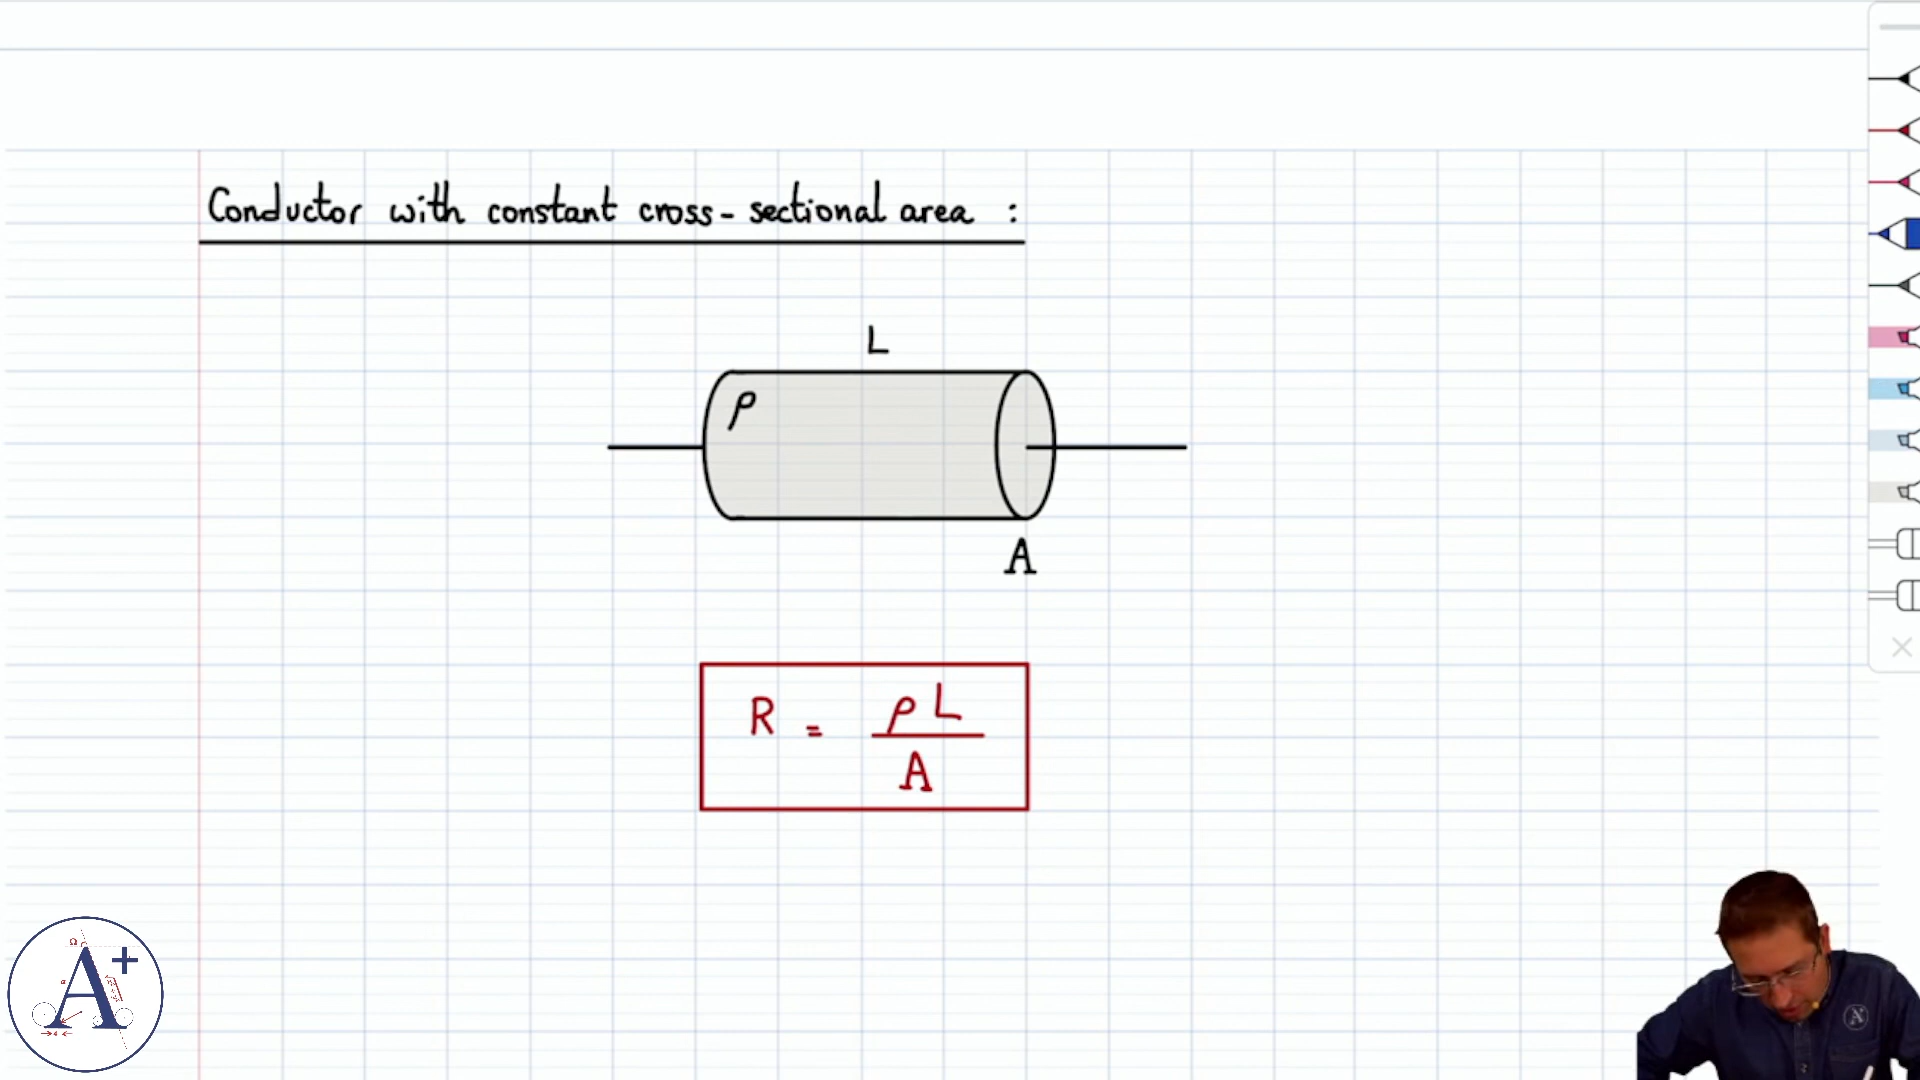 Conductor with constant cross-sectional area :
L
ρ
A
R = ρL / A
A+